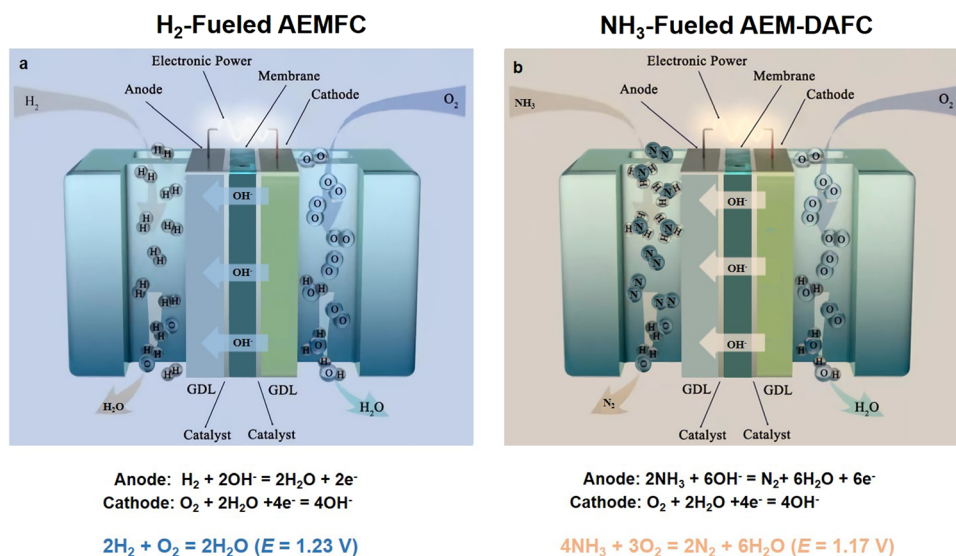 H₂-Fueled AEMFC
NH₃-Fueled AEM-DAFC
a
Electronic Power
Membrane
Anode
Cathode
H₂
O₂
H H
H H
H H
H H
H H
H H
H H
O
H H
H H
O
H H
O O
O O
O O
O O
O O
O O
H
H O
O O
H
H O
H
O H
OH⁻
OH⁻
OH⁻
GDL
GDL
H₂O
H₂O
Catalyst
Catalyst
b
Electronic Power
Membrane
Anode
Cathode
NH₃
O₂
N N
H N H
H
H N H
H
H N H
H
H N H
H
N N
N N
N N
N N
O O
O O
O O
O O
O O
O O
H
H O
O O
H
H O
H
O H
OH⁻
OH⁻
OH⁻
GDL
GDL
N₂
H₂O
Catalyst
Catalyst
Anode: H₂ + 2OH⁻ = 2H₂O + 2e⁻
Cathode: O₂ + 2H₂O +4e⁻ = 4OH⁻
2H₂ + O₂ = 2H₂O (E = 1.23 V)
Anode: 2NH₃ + 6OH⁻ = N₂+ 6H₂O + 6e⁻
Cathode: O₂ + 2H₂O +4e⁻ = 4OH⁻
4NH₃ + 3O₂ = 2N₂ + 6H₂O (E = 1.17 V)